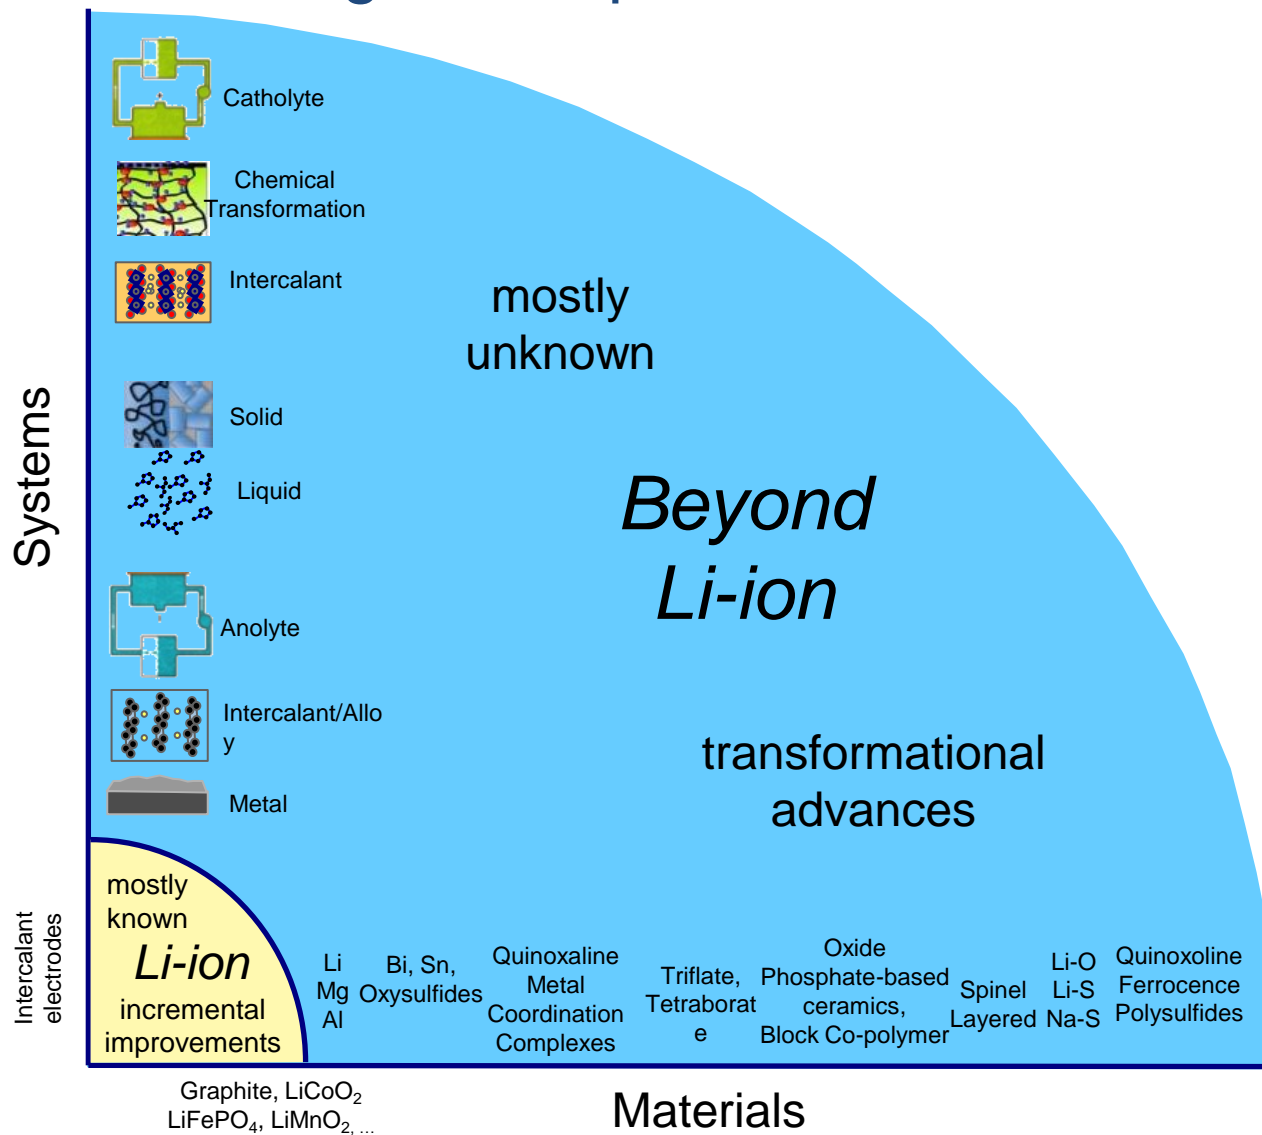 Catholyte
Chemical
Transformation
Intercalant
mostly
unknown
Solid
Liquid
Systems
Beyond
Li-ion
Anolyte
Intercalant/Allo
y
Metal
transformational
advances
mostly
known
Li-ion
incremental
improvements
Intercalant
electrodes
Li
Mg
Al
Bi, Sn,
Oxysulfides
Quinoxaline
Metal
Coordination
Complexes
Triflate,
Tetraborat
e
Oxide
Phosphate-based
ceramics,
Block Co-polymer
Spinel
Layered
Li-O
Li-S
Na-S
Quinoxoline
Ferrocence
Polysulfides
Graphite, LiCoO₂
LiFePO₄, LiMnO₂, ...
Materials